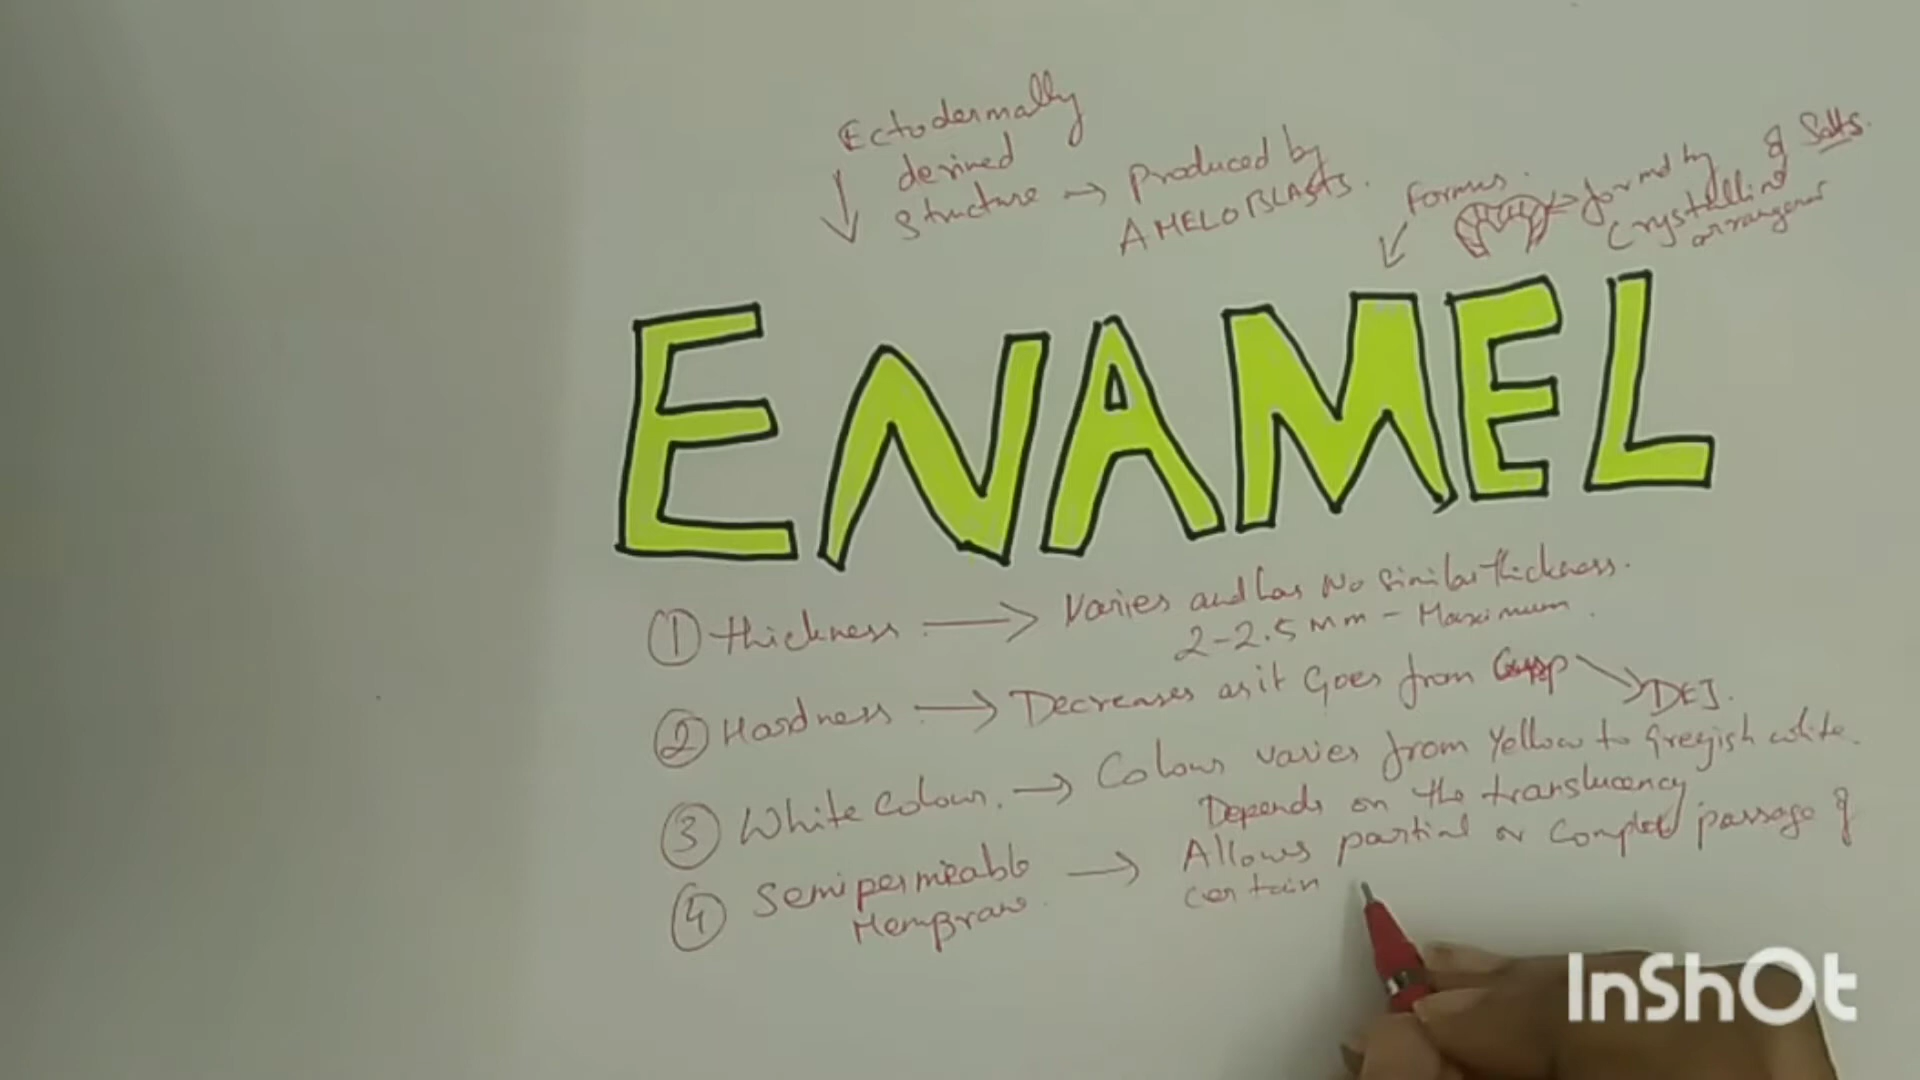 Ectodermally
derived
structure → Produced by
AMELOBLASTS.
Forms.
formed by
Crystalline
of Salts.
ENAMEL
① Thickness → Varies and has No similar thickness.
2-2.5 mm - Maximum.
② Hardness → Decreases as it Goes from Cusp → DEJ.
③ White Colour. → Colour varies from Yellow to Greyish white.
Depends on the translucency
④ Semipermeable → Allows partial or Complete passage of
Membrane. certain
InShOt